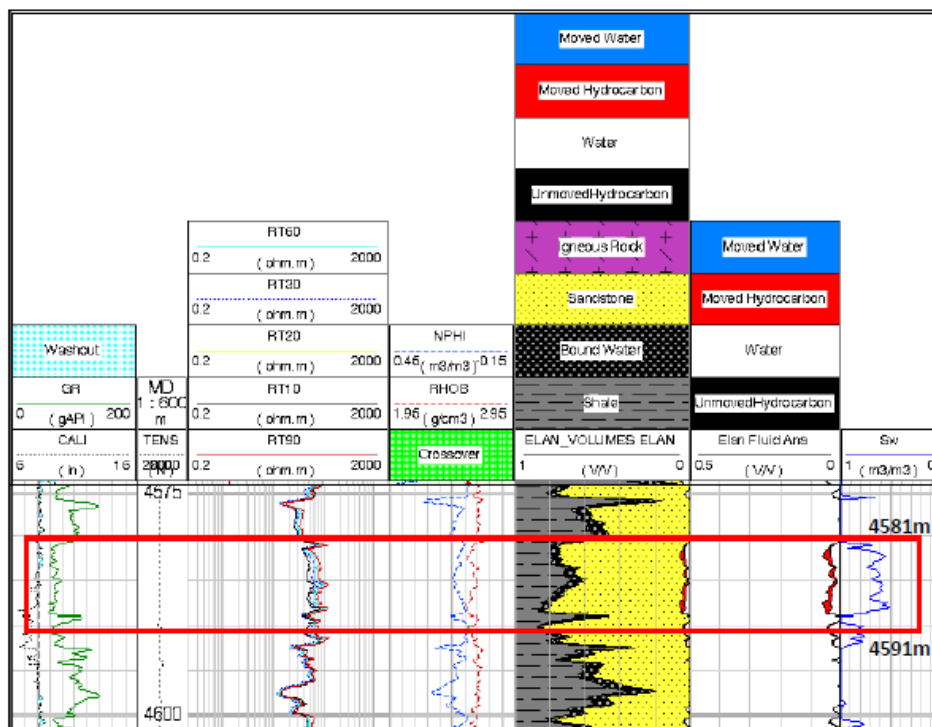 Moved Water
Moved Hydrocarbon
Water
UnmovedHydrocarbon
RT60
0.2 ( ohm.m ) 2000
Igneous Rock
Moved Water
RT30
0.2 ( ohm.m ) 2000
Sandstone
Moved Hydrocarbon
Washout
RT20
0.2 ( ohm.m ) 2000
NPHI
0.45 ( m3/m3 ) -0.15
Bound Water
Water
GR
0 ( gAPI ) 200
MD
1 : 600
m
RT10
0.2 ( ohm.m ) 2000
RHOB
1.95 ( g/cm3 ) 2.95
Shale
UnmovedHydrocarbon
CALI
6 ( in ) 16
TENS
RT90
0.2 ( ohm.m ) 2000
Crossover
ELAN_VOLUMES ELAN
1 ( V/V ) 0
Elan Fluid Ans
0.5 ( V/V ) 0
Sw
1 ( m3/m3 ) 0
4575
4581m
4591m
4600